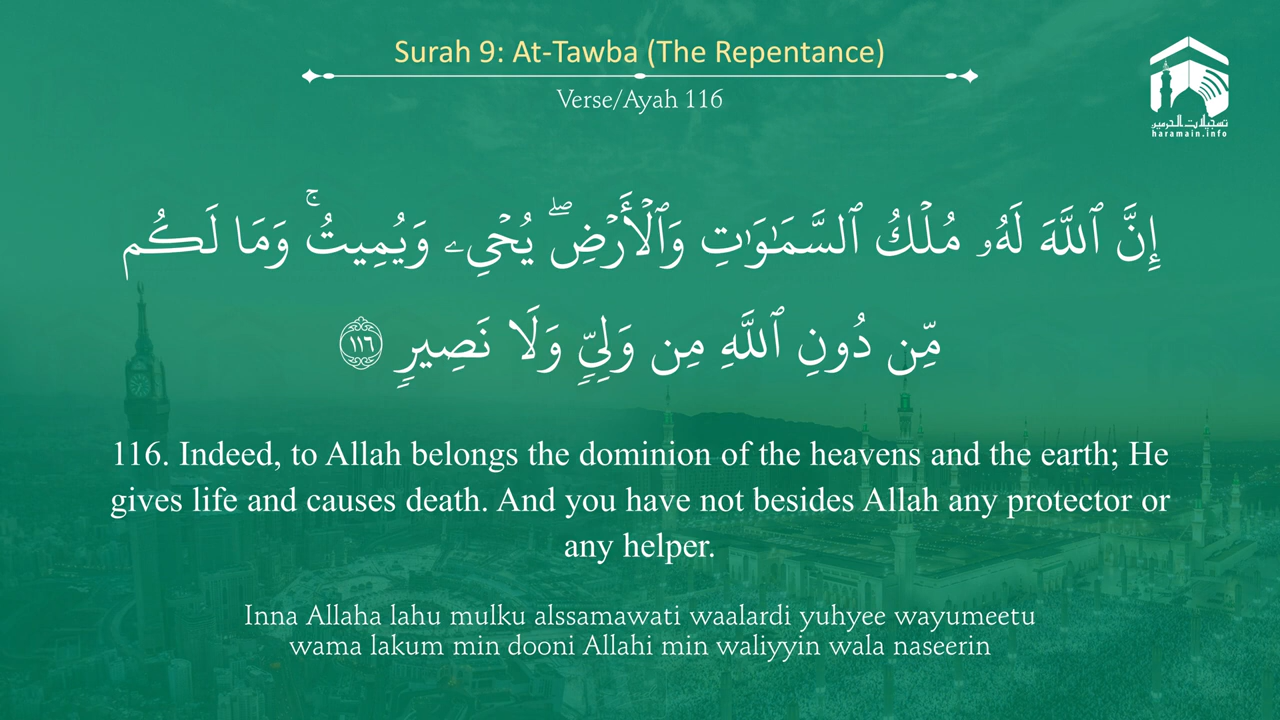 Surah 9: At-Tawba (The Repentance)
Verse/Ayah 116
تسجيلات الحرمين
haramain.info
إِنَّ ٱللَّهَ لَهُۥ مُلْكُ ٱلسَّمَـٰوَٰتِ وَٱلْأَرْضِ ۖ يُحْىِۦ وَيُمِيتُ ۚ وَمَا لَكُم
مِّن دُونِ ٱللَّهِ مِن وَلِىٍّ وَلَا نَصِيرٍ ١١٦
116. Indeed, to Allah belongs the dominion of the heavens and the earth; He
gives life and causes death. And you have not besides Allah any protector or
any helper.
Inna Allaha lahu mulku alssamawati waalardi yuhyee wayumeetu
wama lakum min dooni Allahi min waliyyin wala naseerin